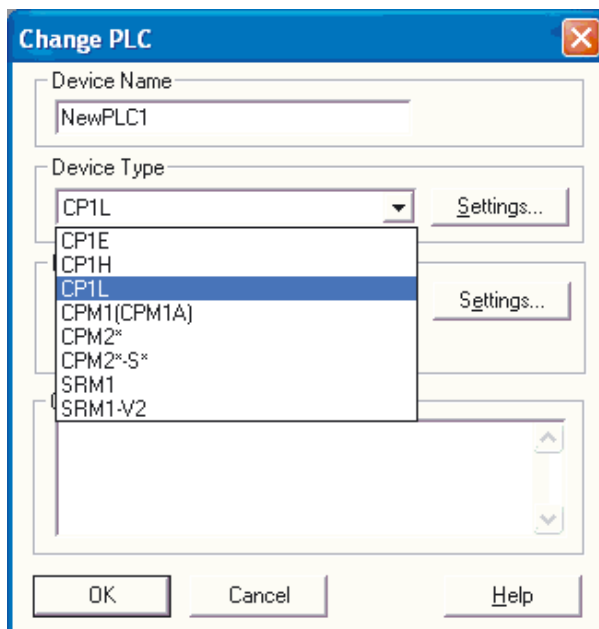 Change PLC
Device Name
NewPLC1
Device Type
CP1L
Settings...
CP1E
CP1H
CP1L
Settings...
CPM1(CPM1A)
CPM2*
CPM2*-S*
SRM1
SRM1-V2
OK
Cancel
Help